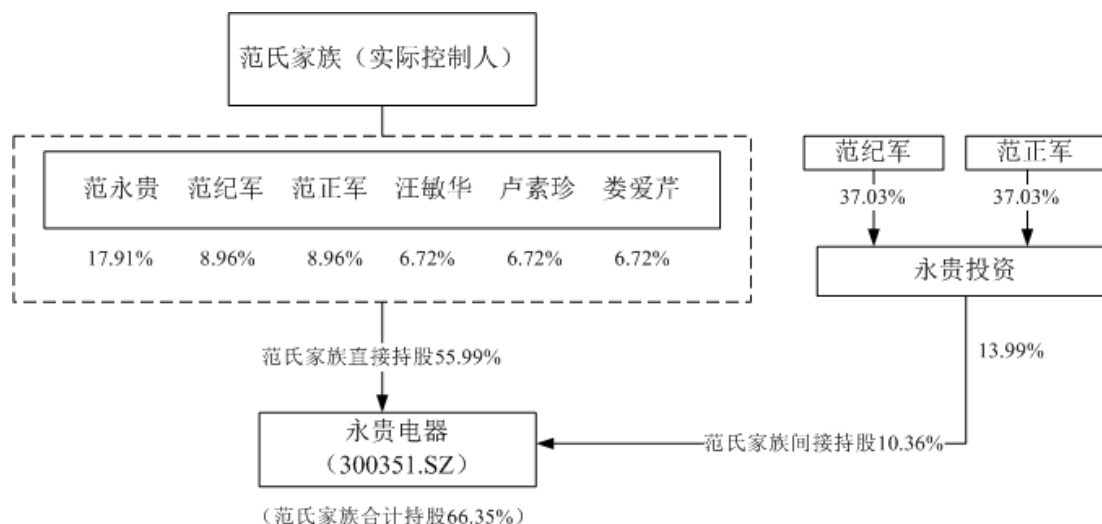 范氏家族（实际控制人）
范纪军 范正军
范永贵 范纪军 范正军 汪敏华 卢素珍 娄爱芹
37.03% 37.03%
17.91% 8.96% 8.96% 6.72% 6.72% 6.72%
永贵投资
范氏家族直接持股55.99%
13.99%
永贵电器
（300351.SZ）
范氏家族间接持股10.36%
（范氏家族合计持股66.35%）